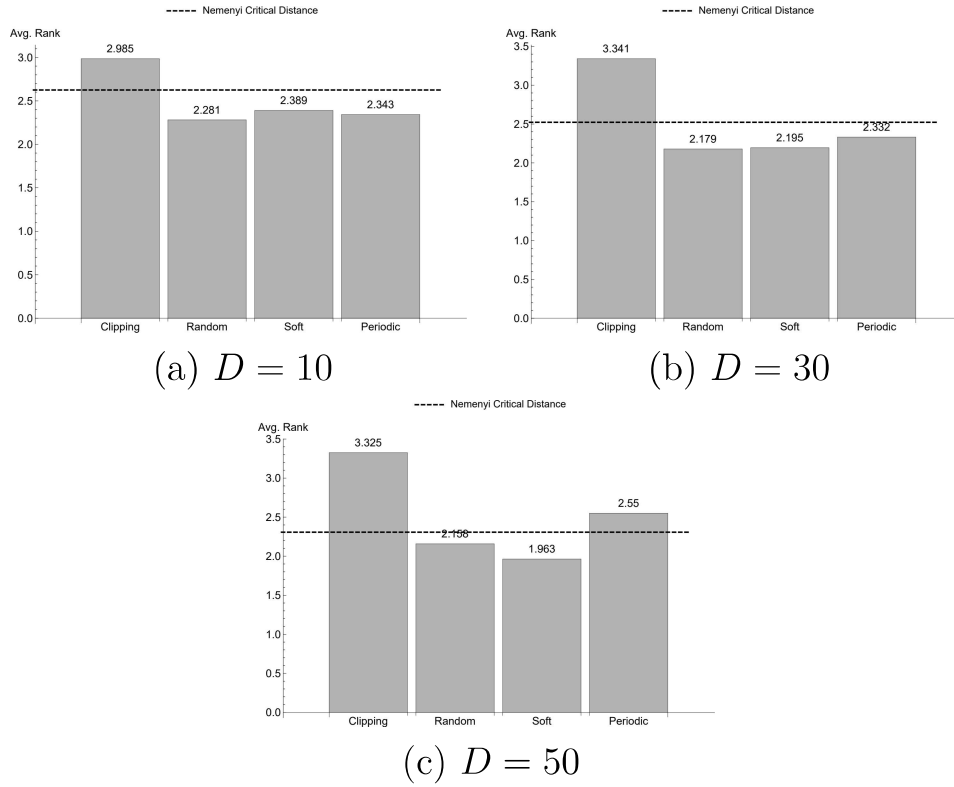 Nemenyi Critical Distance
Avg. Rank
3.0
2.5
2.0
1.5
1.0
0.5
0.0
2.985
2.281
2.389
2.343
Clipping Random Soft Periodic
(a) D = 10
Nemenyi Critical Distance
Avg. Rank
3.5
3.0
2.5
2.0
1.5
1.0
0.5
0.0
3.341
2.179
2.195
2.332
Clipping Random Soft Periodic
(b) D = 30
Nemenyi Critical Distance
Avg. Rank
3.5
3.0
2.5
2.0
1.5
1.0
0.5
0.0
3.325
2.158
1.963
2.55
Clipping Random Soft Periodic
(c) D = 50